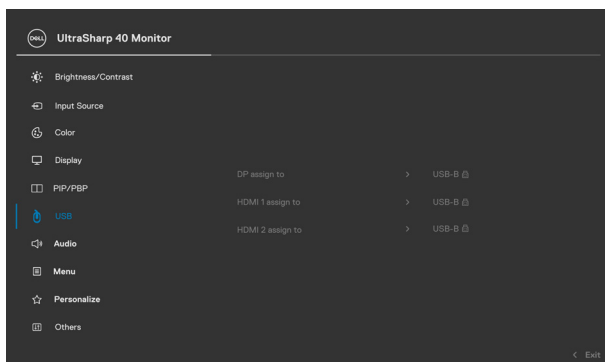 DELL UltraSharp 40 Monitor
Brightness/Contrast
Input Source
Color
Display
PIP/PBP
USB
Audio
Menu
Personalize
Others
DP assign to > USB-B
HDMI 1 assign to > USB-B
HDMI 2 assign to > USB-B
< Exit